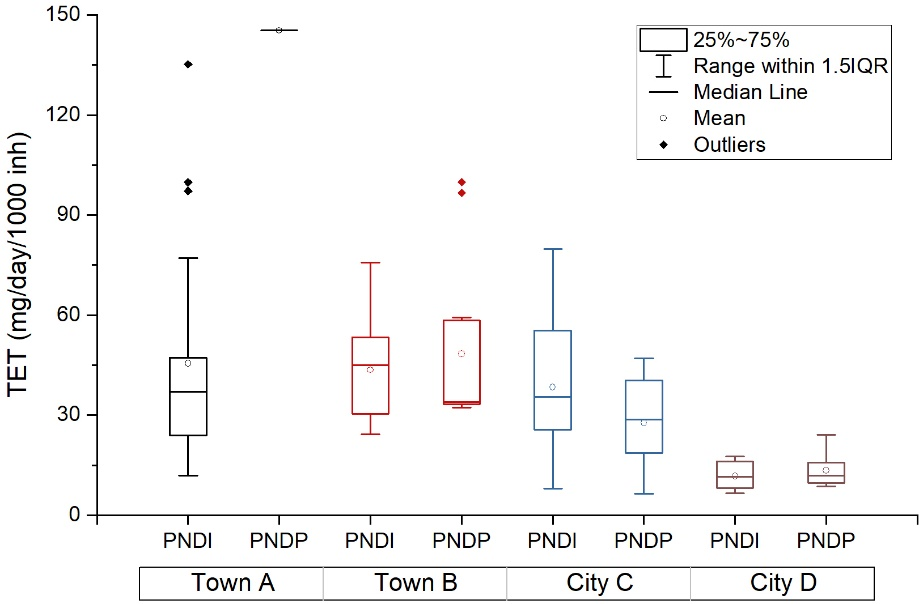 TET (mg/day/1000 inh)
150
120
90
60
30
0
25%~75%
Range within 1.5IQR
Median Line
Mean
Outliers
PNDI PNDP PNDI PNDP PNDI PNDP PNDI PNDP
Town A Town B City C City D